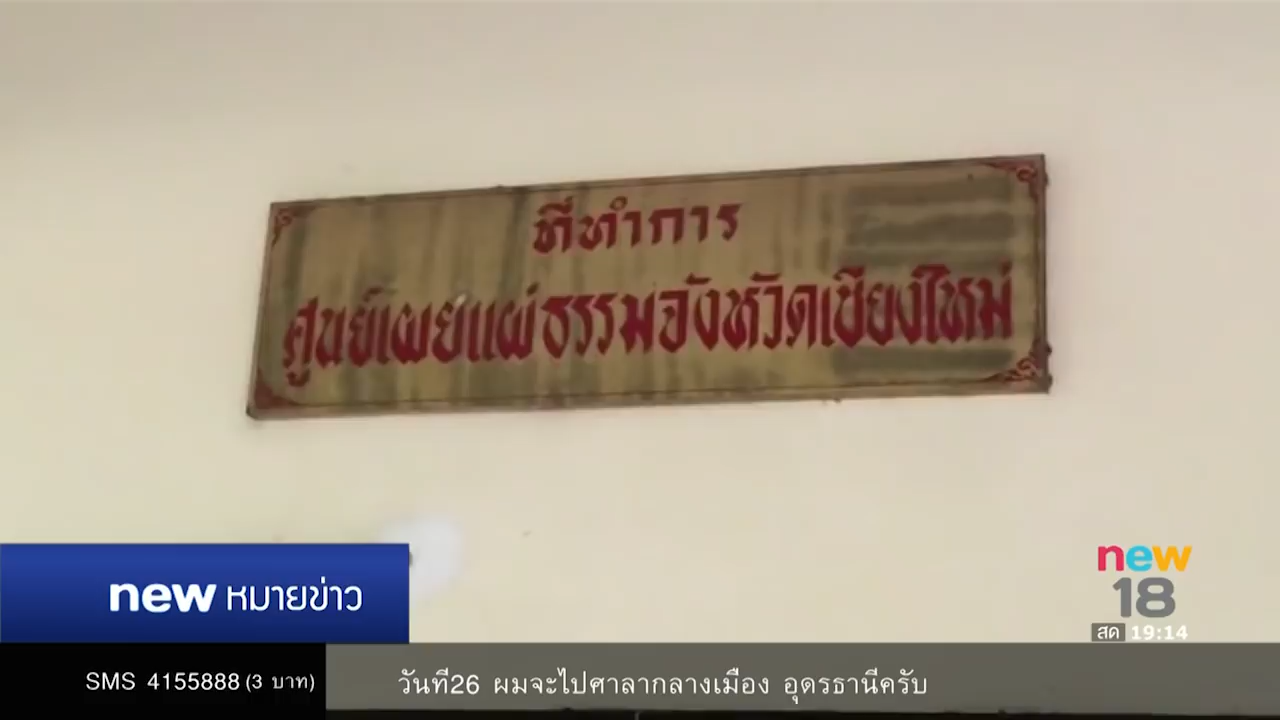 ที่ทำการ
ศูนย์เผยแผ่ธรรมจังหวัดเชียงใหม่
new หมายข่าว
new
18
สด 19:14
SMS 4155888 (3 บาท)
วันที่26 ผมจะไปศาลากลางเมือง อุดรธานีครับ